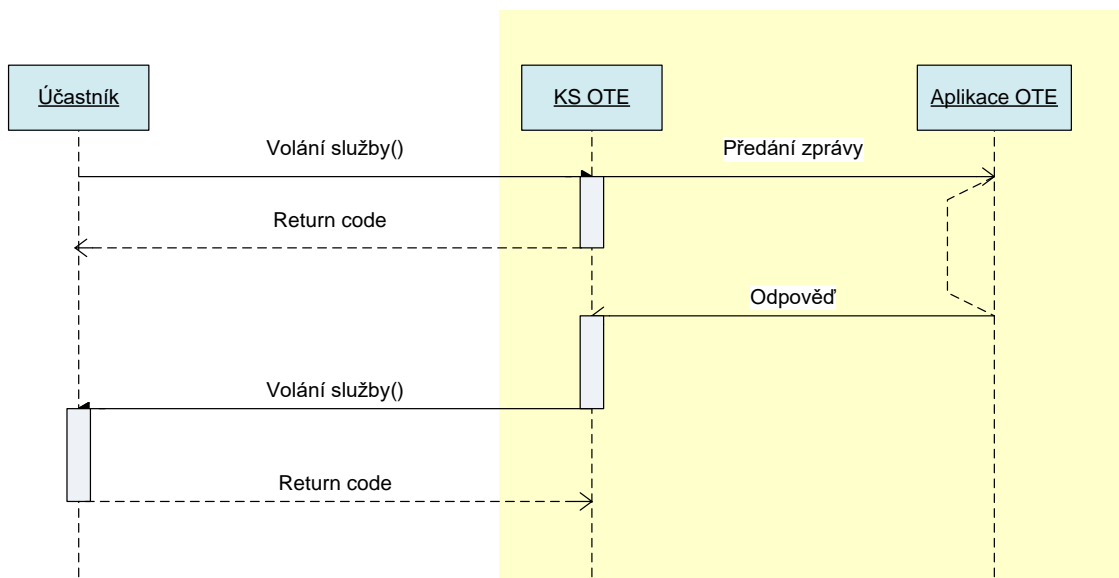 Účastník
KS OTE
Aplikace OTE
Volání služby()
Předání zprávy
Return code
Odpověď
Volání služby()
Return code